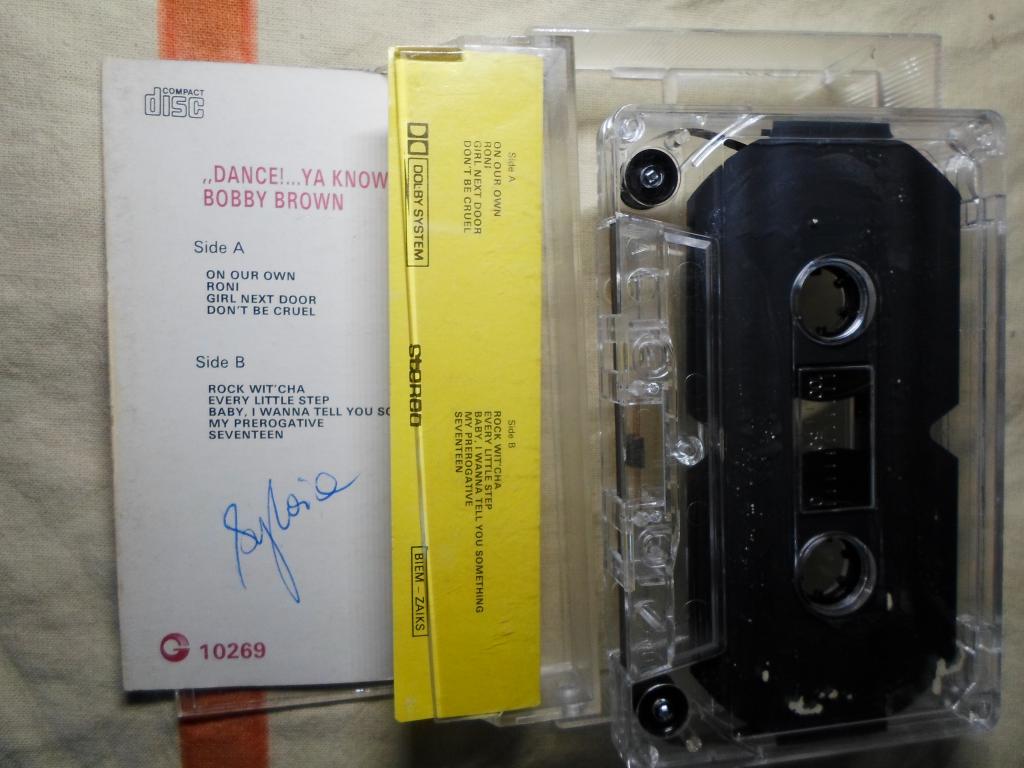 COMPACT
disc
,,DANCE!...YA KNOW
BOBBY BROWN
Side A
ON OUR OWN
RONI
GIRL NEXT DOOR
DON'T BE CRUEL
Side B
ROCK WIT'CHA
EVERY LITTLE STEP
BABY, I WANNA TELL YOU SO
MY PREROGATIVE
SEVENTEEN
Sylvia
G 10269
Side A
ON OUR OWN
RONI
GIRL NEXT DOOR
DON'T BE CRUEL
Side B
ROCK WIT'CHA
EVERY LITTLE STEP
BABY, I WANNA TELL YOU SOMETHING
MY PREROGATIVE
SEVENTEEN
DOLBY SYSTEM
stereo
BIEM – ZAIKS